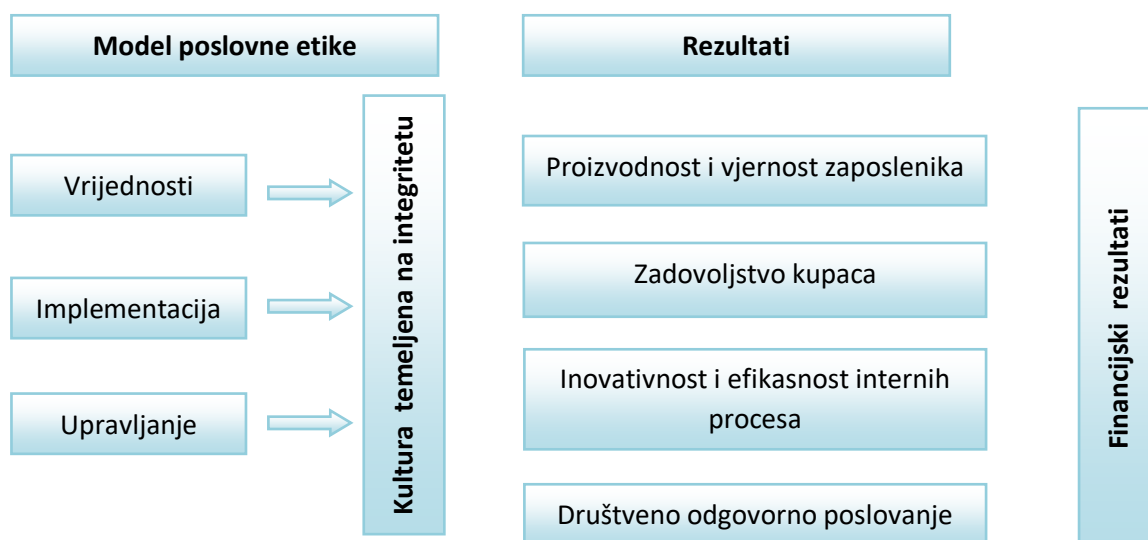 Model poslovne etike
Rezultati
Vrijednosti
Implementacija
Upravljanje
Kultura temeljena na integritetu
Proizvodnost i vjernost zaposlenika
Zadovoljstvo kupaca
Inovativnost i efikasnost internih
procesa
Društveno odgovorno poslovanje
Financijski rezultati